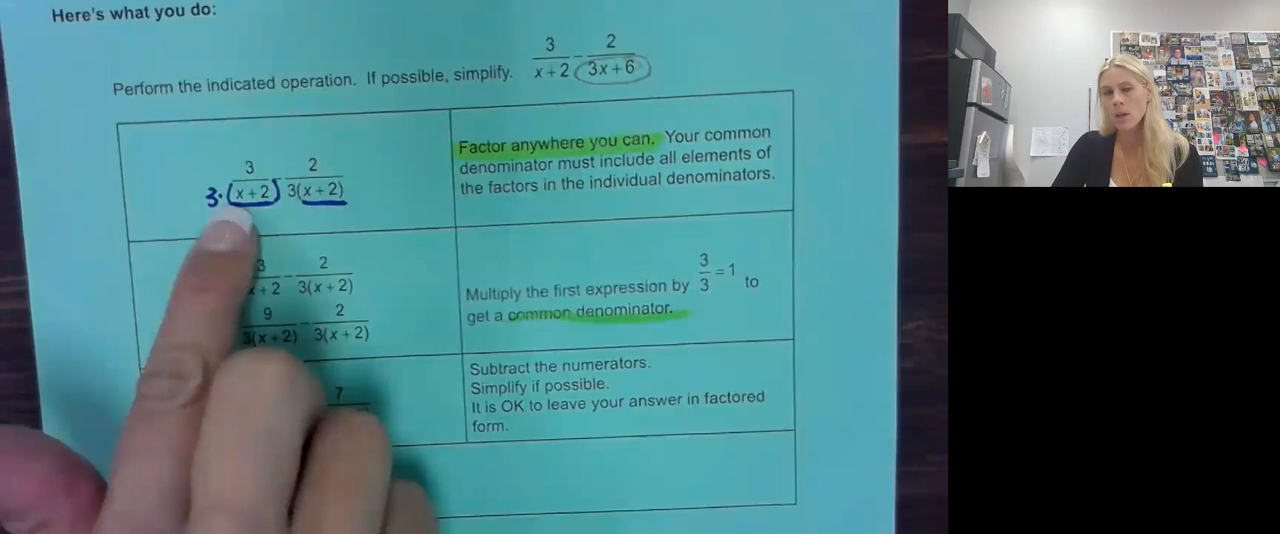 Here's what you do:
Perform the indicated operation. If possible, simplify. 3/(x+2) - 2/(3x+6)
3/(x+2) - 2/(3(x+2))
3·
Factor anywhere you can. Your common
denominator must include all elements of
the factors in the individual denominators.
3/(x+2) - 2/(3(x+2))
9/(3(x+2)) - 2/(3(x+2))
Multiply the first expression by 3/3 = 1 to
get a common denominator.
7
Subtract the numerators.
Simplify if possible.
It is OK to leave your answer in factored
form.